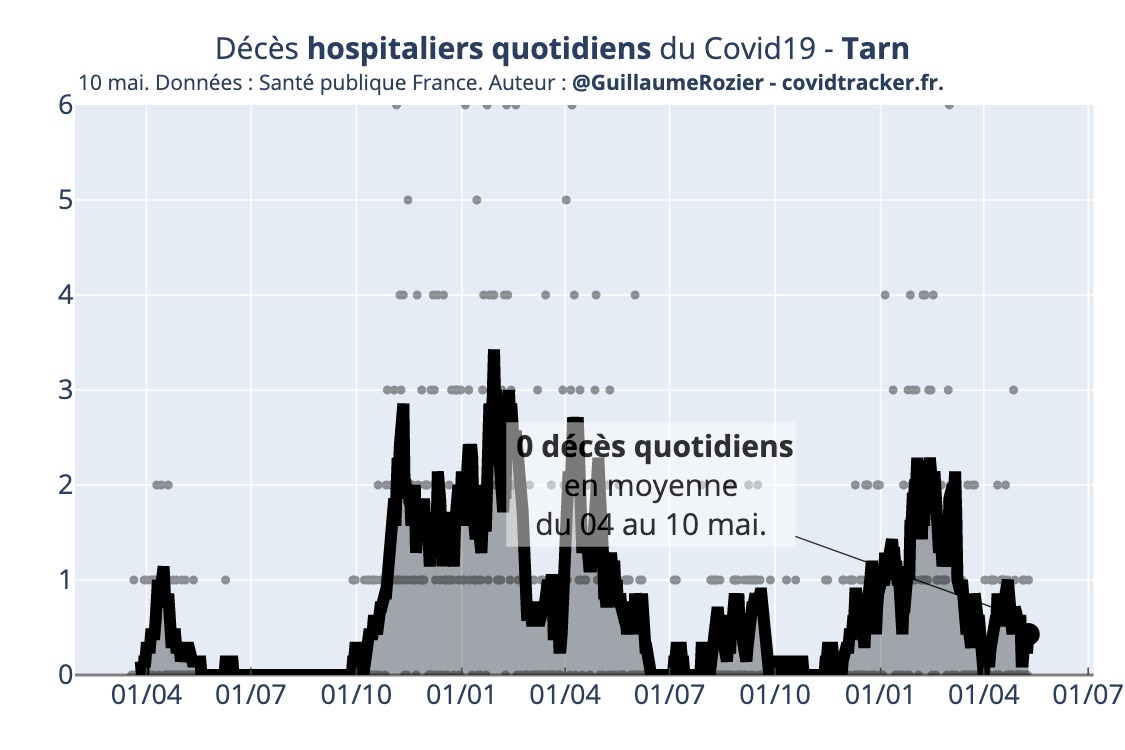 Décès hospitaliers quotidiens du Covid19 - Tarn
10 mai. Données : Santé publique France. Auteur : @GuillaumeRozier - covidtracker.fr.
6
5
4
3
2
1
0
0 décès quotidiens
en moyenne
du 04 au 10 mai.
01/04 01/07 01/10 01/01 01/04 01/07 01/10 01/01 01/04 01/07